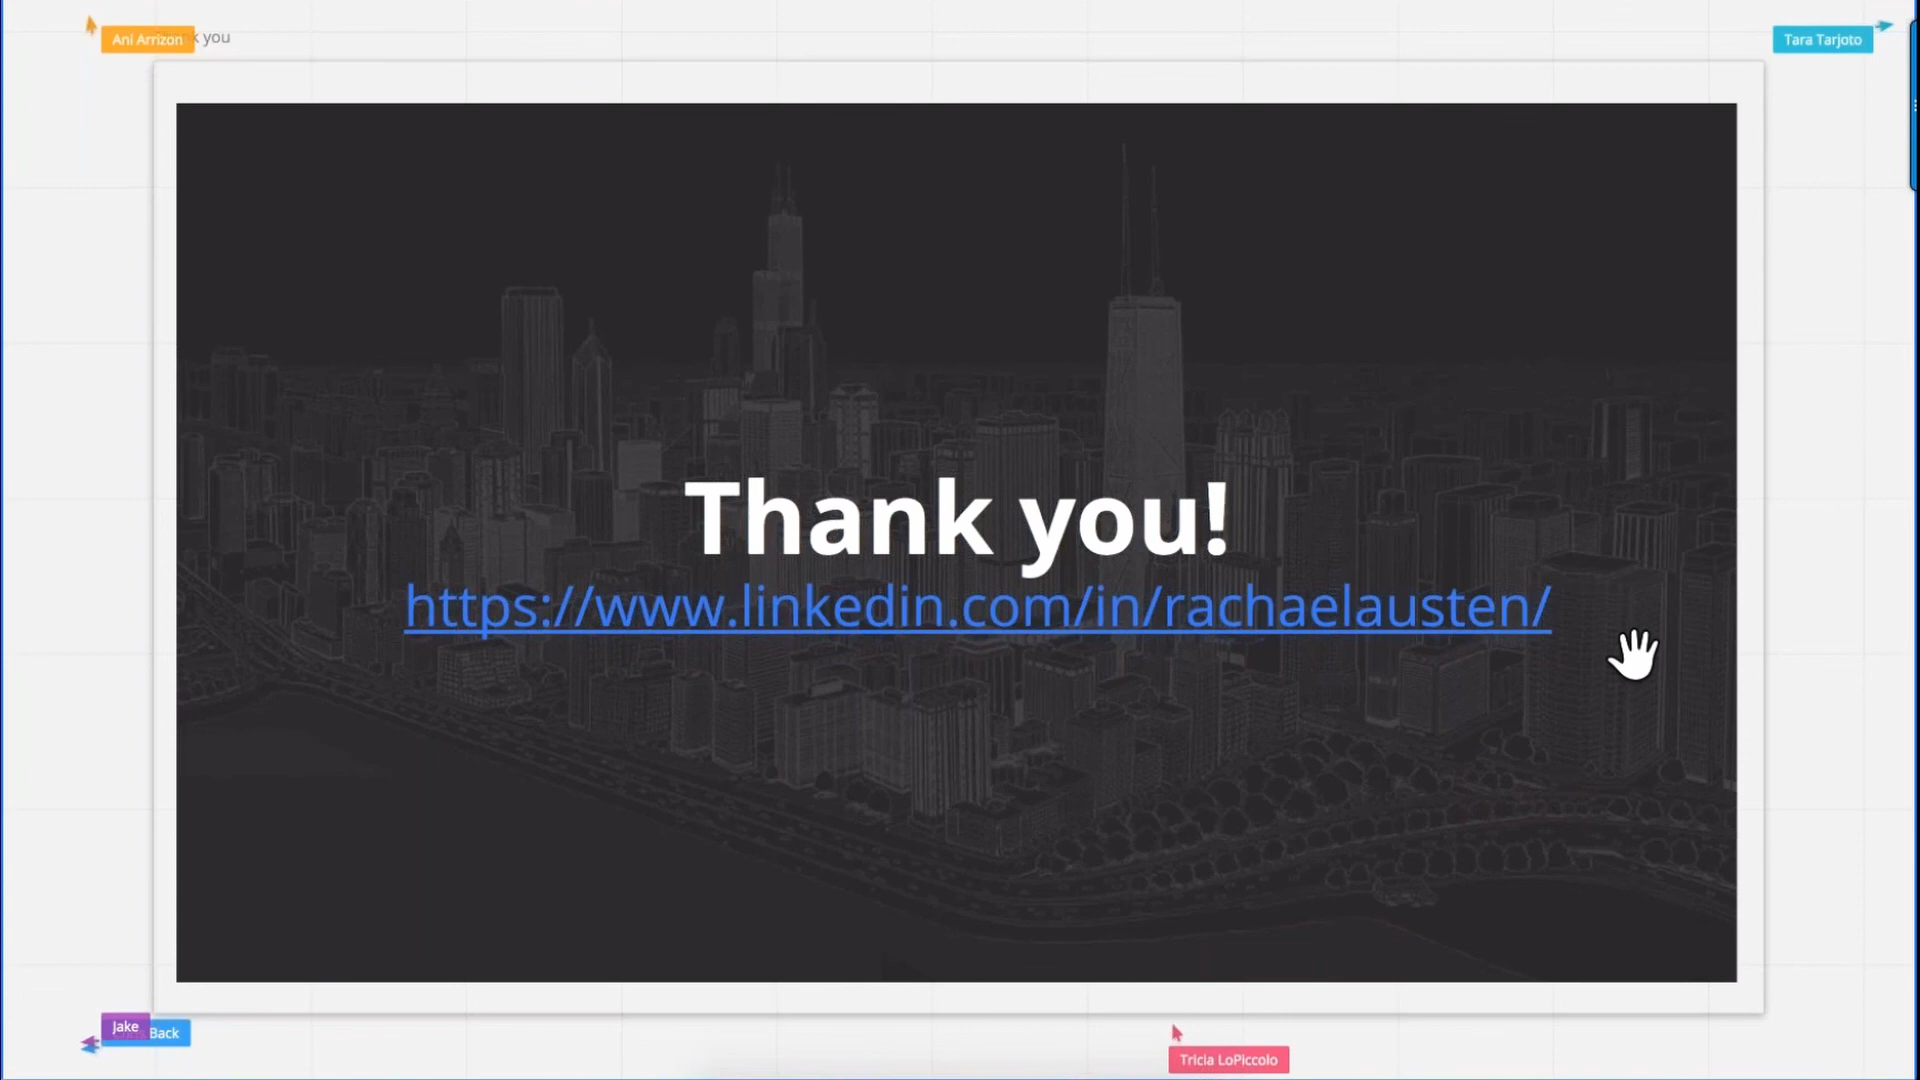 Ani Arrizon
k you
Tara Tarjoto
Thank you!
https://www.linkedin.com/in/rachaelausten/
Jake
Back
Tricia LoPiccolo